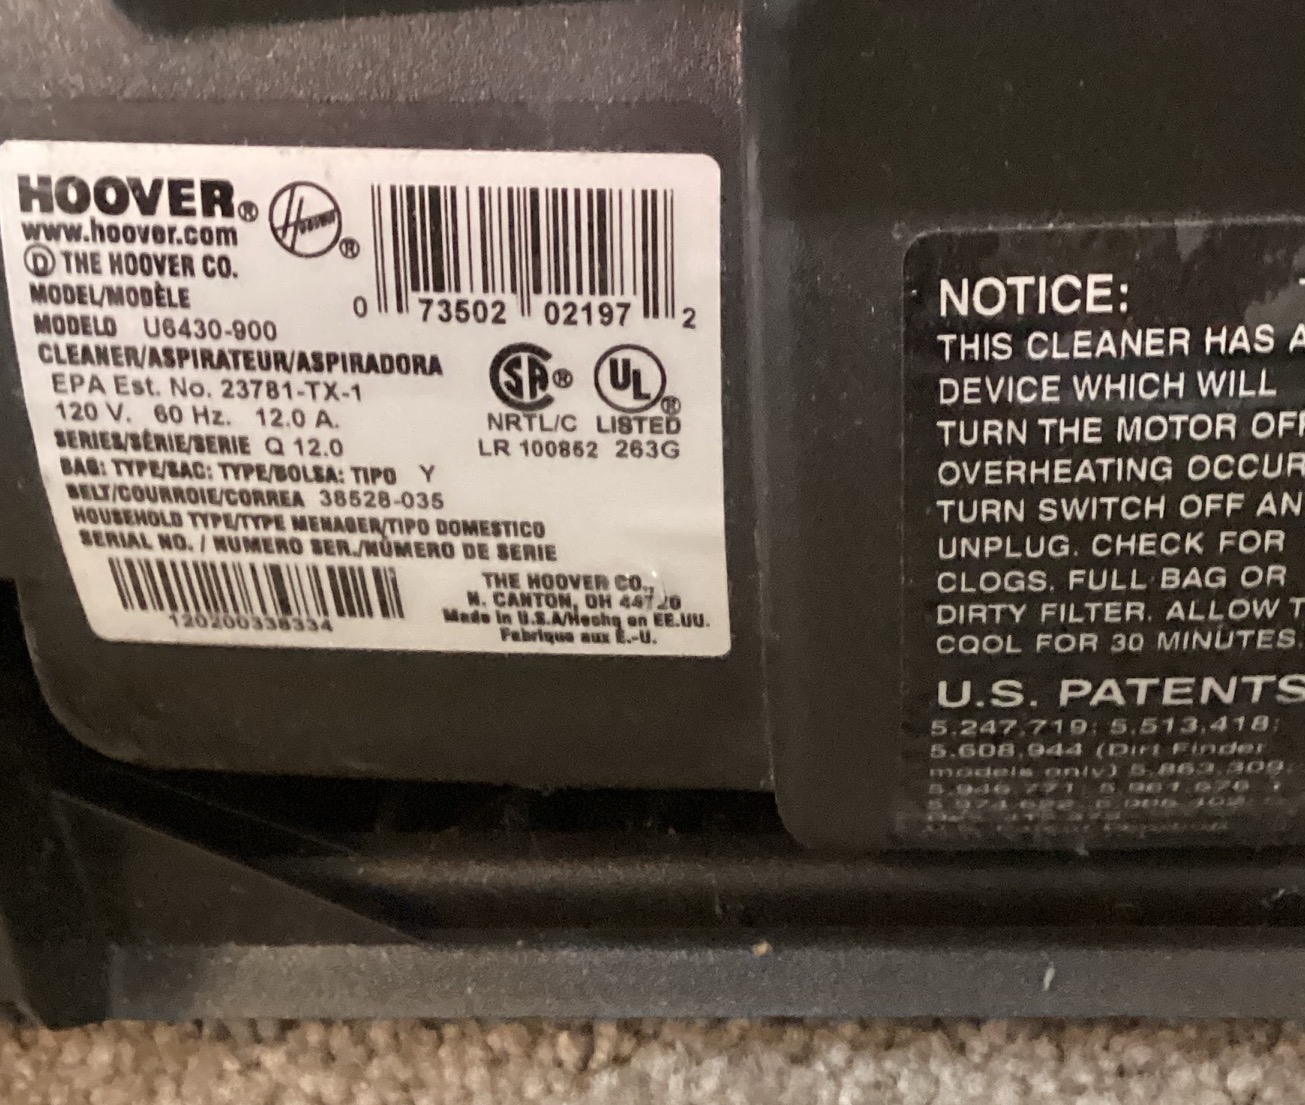 HOOVER®
Hoover ®
www.hoover.com
Ⓓ THE HOOVER CO.
MODEL/MODÈLE
MODELO U6430-900
0 73502 02197 2
CLEANER/ASPIRATEUR/ASPIRADORA
EPA Est. No. 23781-TX-1
120 V. 60 Hz. 12.0 A.
SA® UL®
NRTL/C LISTED
LR 100852 263G
SERIES/SÉRIE/SERIE Q 12.0
BAG: TYPE/SAC: TYPE/BOLSA: TIPO Y
BELT/COURROIE/CORREA 38528-035
HOUSEHOLD TYPE/TYPE MENAGER/TIPO DOMESTICO
SERIAL NO. / NUMERO SER./NÚMERO DE SERIE
120200338334
THE HOOVER CO.,
N. CANTON, OH 44720
Made in U.S.A/Hecho en EE.UU.
Fabrique aux É.-U.
NOTICE:
THIS CLEANER HAS A
DEVICE WHICH WILL
TURN THE MOTOR OFF
OVERHEATING OCCUR
TURN SWITCH OFF AN
UNPLUG. CHECK FOR
CLOGS, FULL BAG OR
DIRTY FILTER. ALLOW T
COOL FOR 30 MINUTES.
U.S. PATENTS
5,247,719; 5,513,418;
5,608,944 (Dirt Finder
models only) 5,863,309;